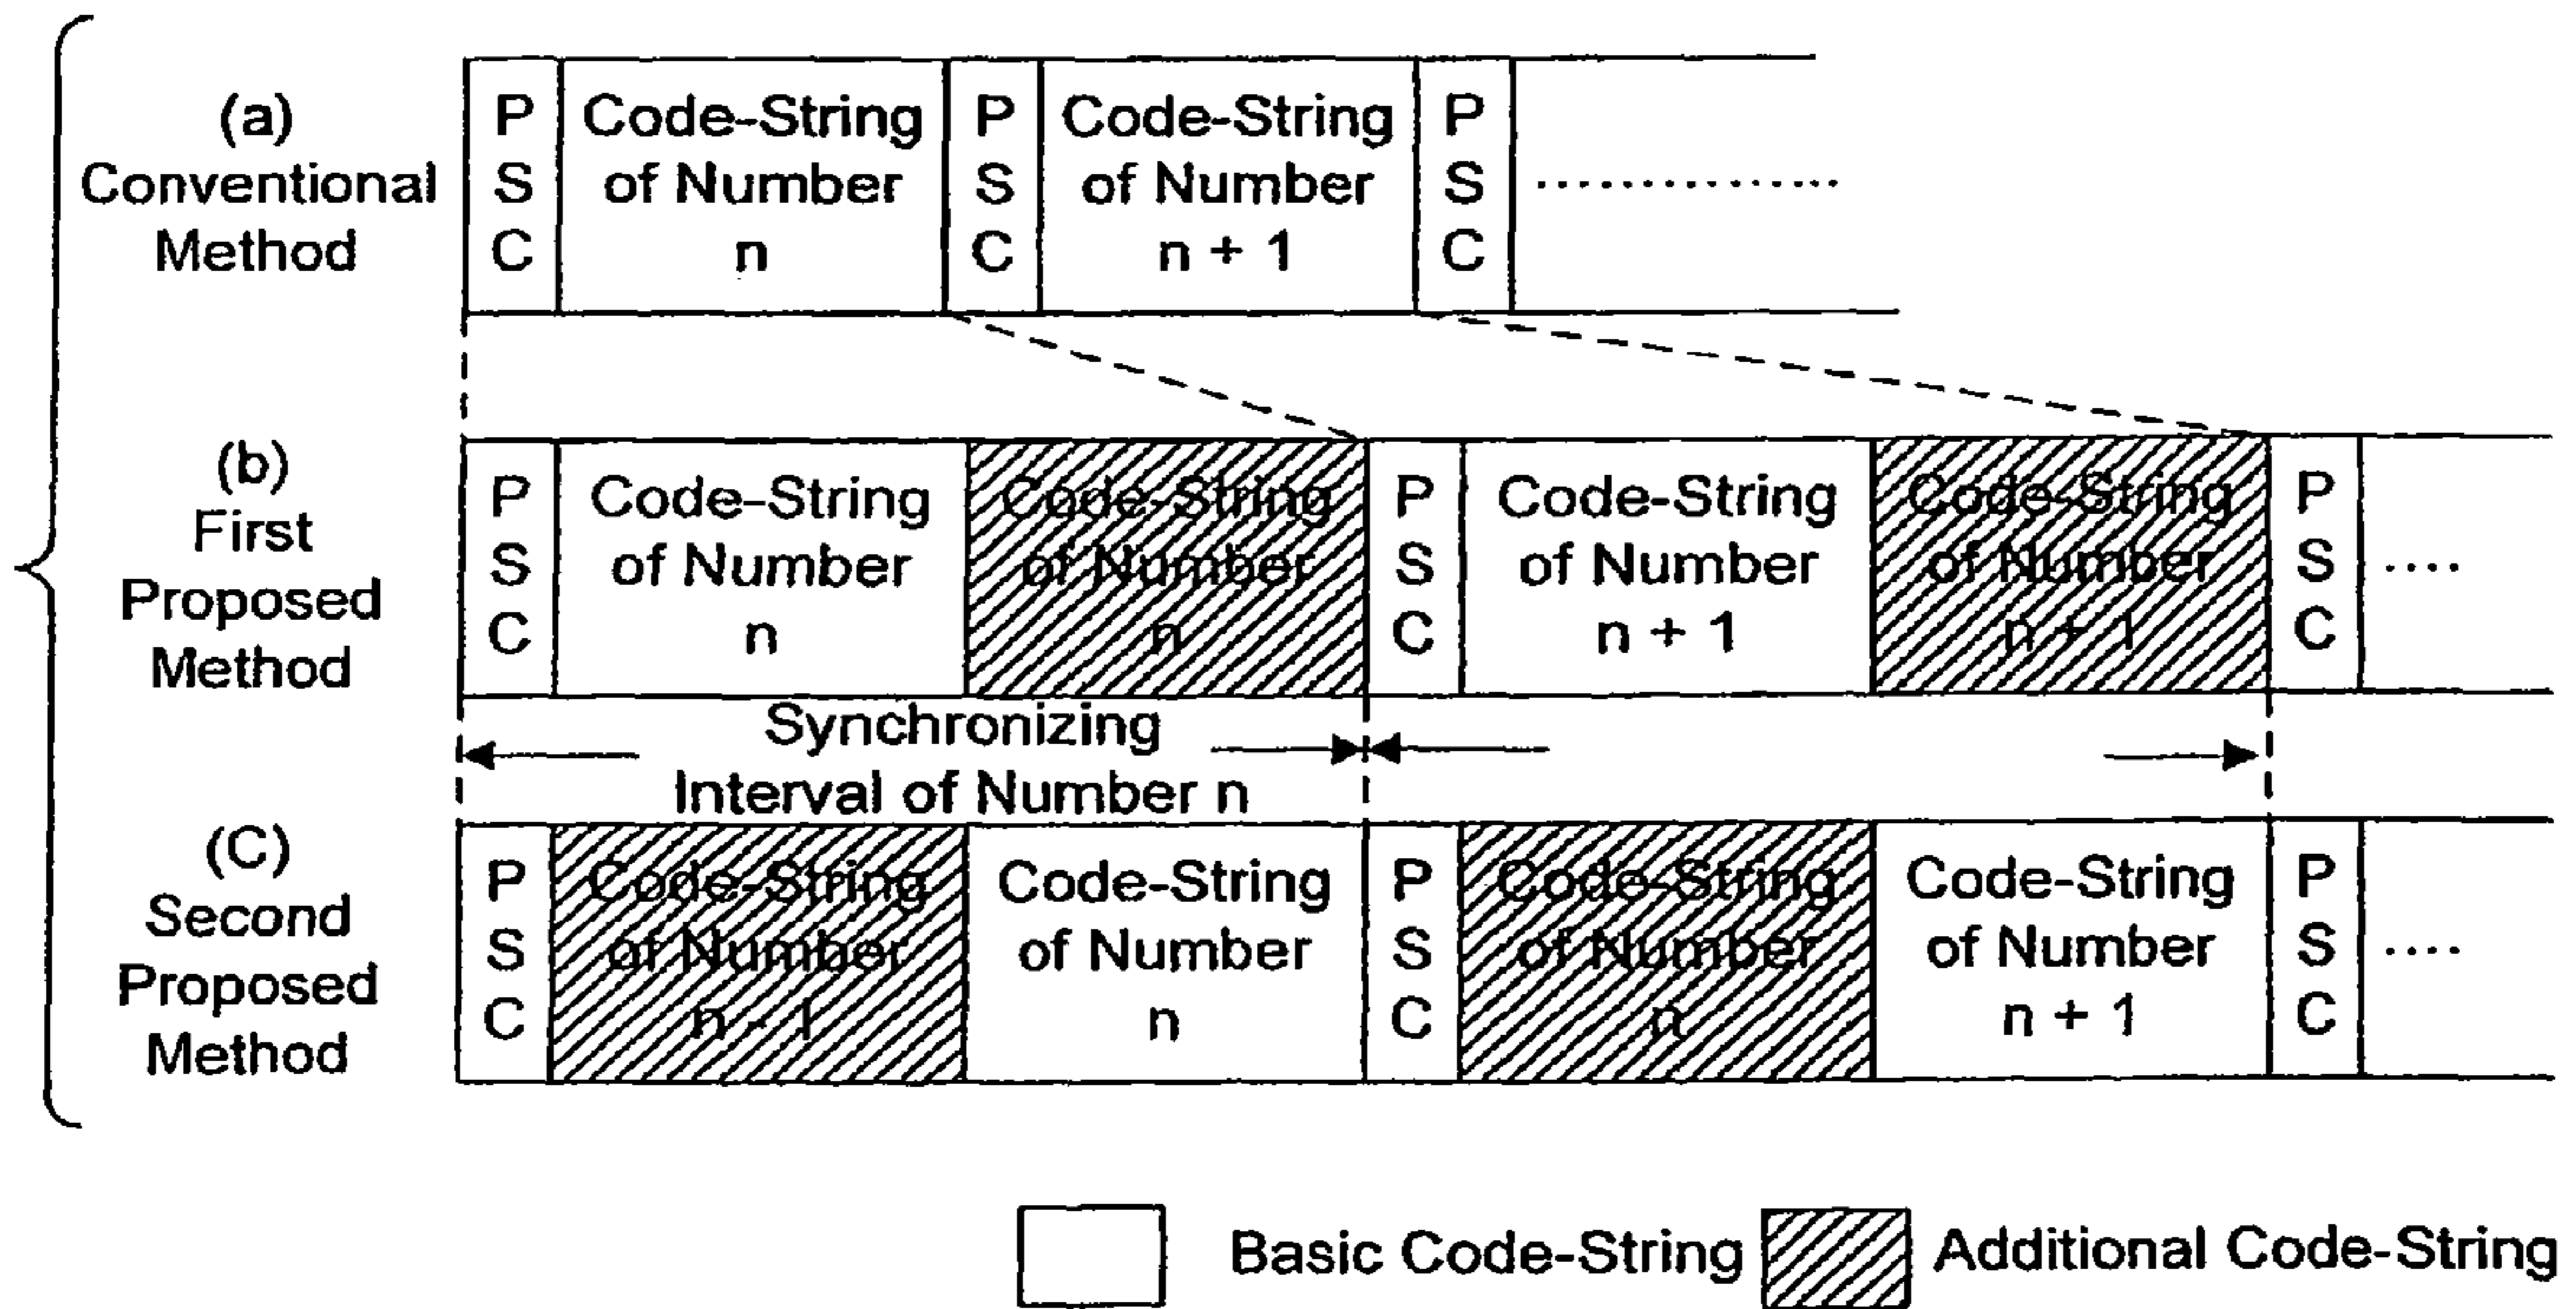 (a)
Conventional
Method
P
S
C
Code-String
of Number
n
P
S
C
Code-String
of Number
n + 1
P
S
C
...............
(b)
First
Proposed
Method
P
S
C
Code-String
of Number
n
Code-String
of Number
n
P
S
C
Code-String
of Number
n + 1
Code-String
of Number
n + 1
P
S
C
....
Synchronizing
Interval of Number n
(C)
Second
Proposed
Method
P
S
C
Code-String
of Number
n - 1
Code-String
of Number
n
P
S
C
Code-String
of Number
n
Code-String
of Number
n + 1
P
S
C
....
Basic Code-String
Additional Code-String